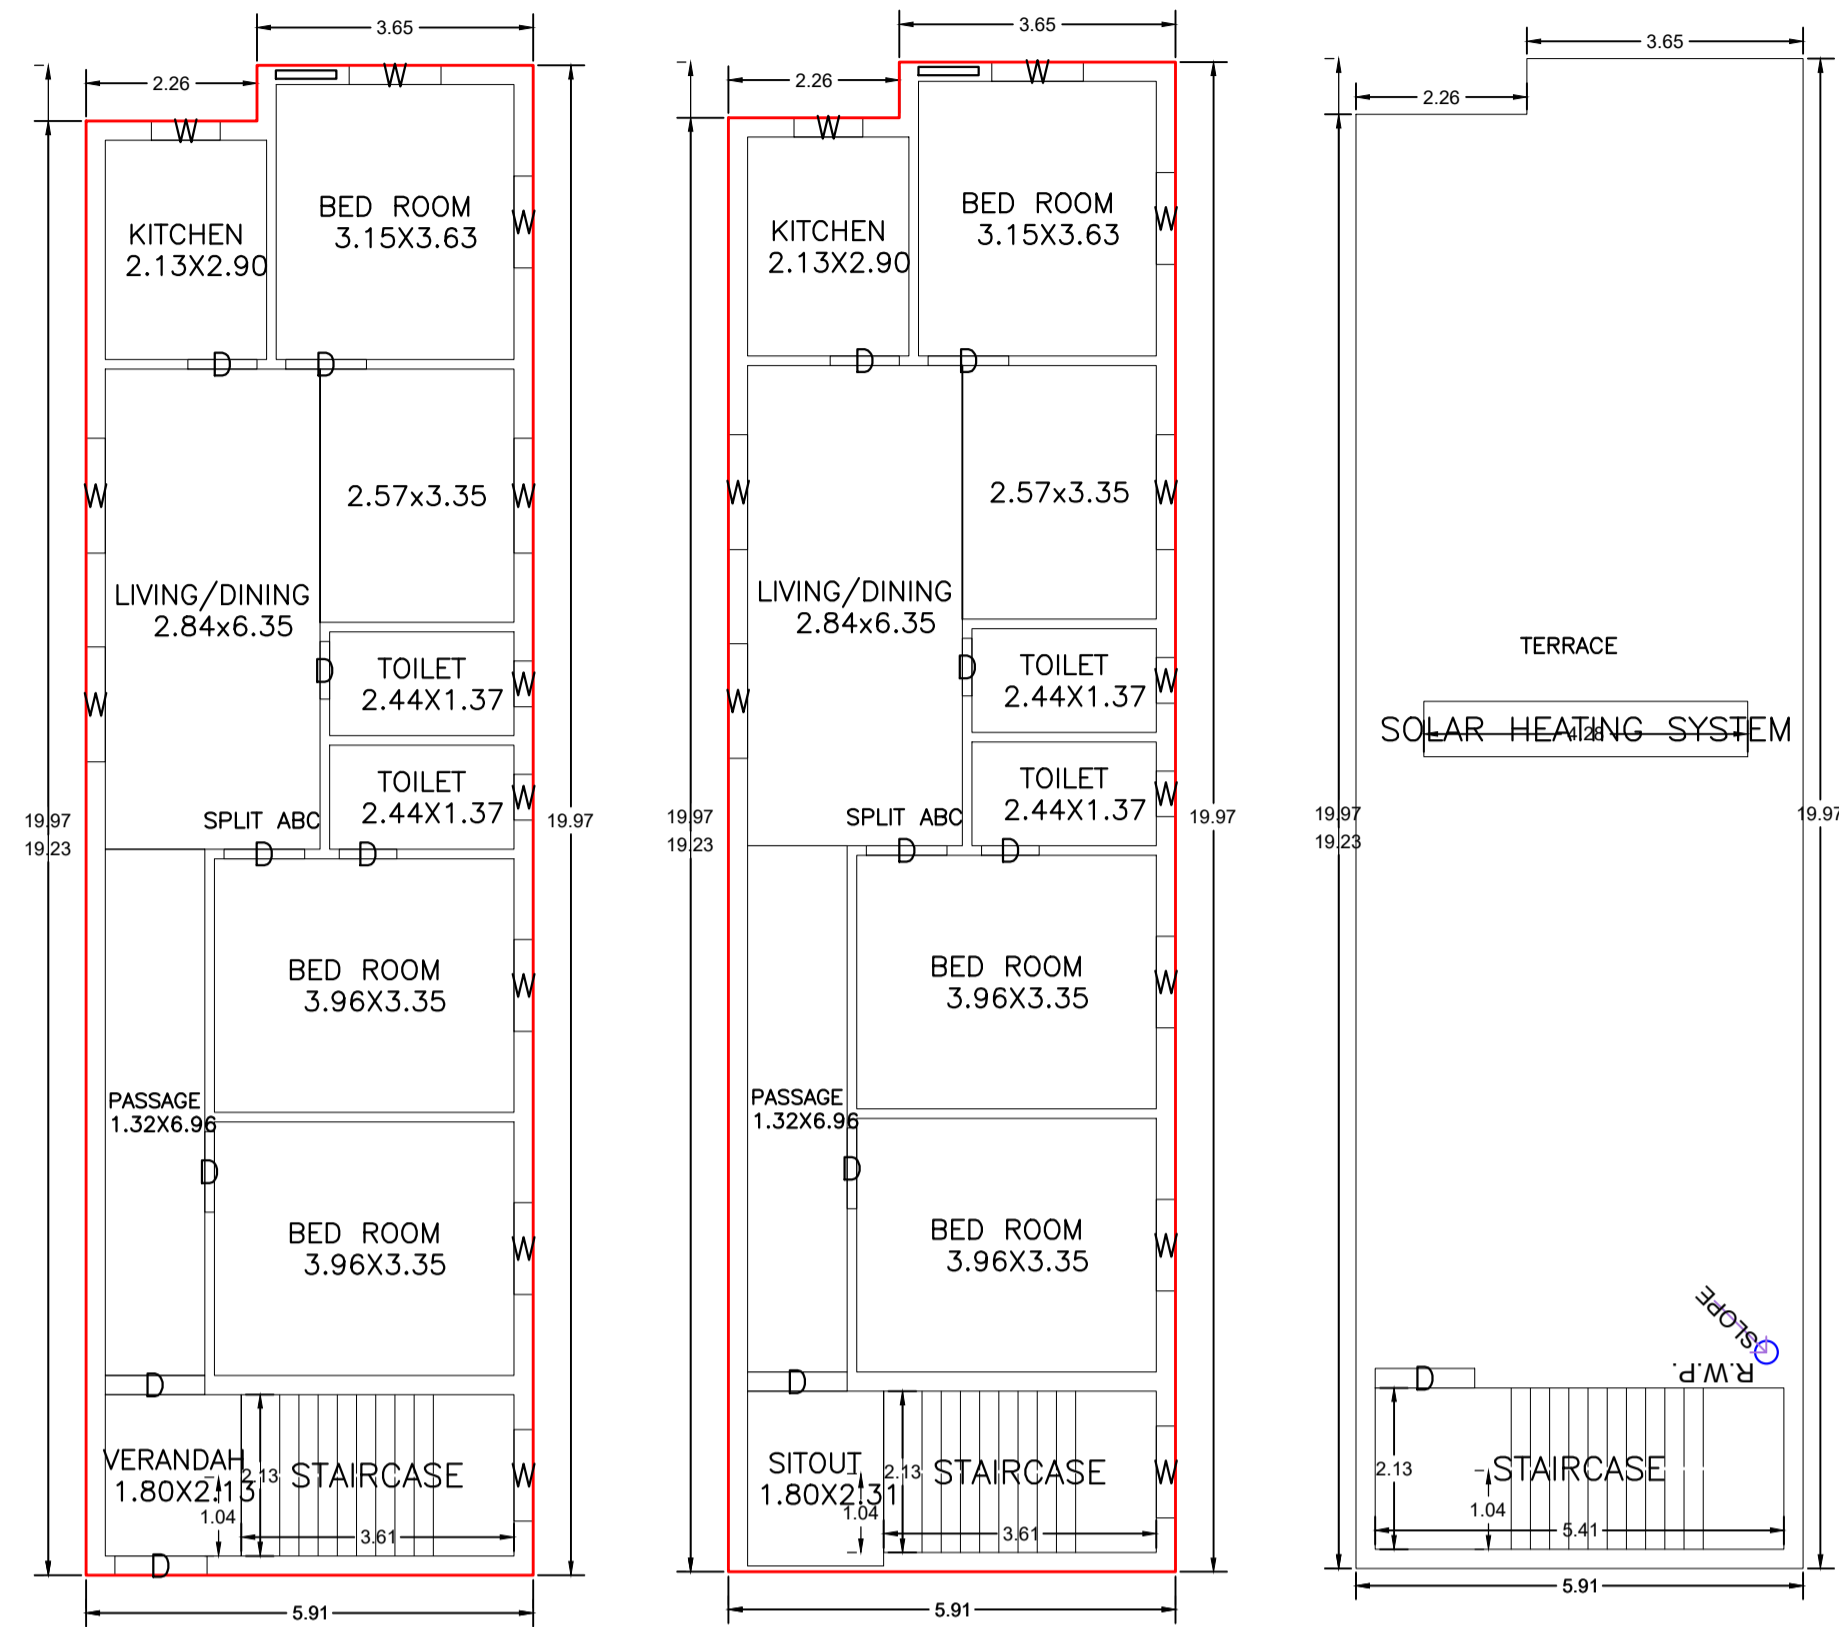 3.65
2.26
W
W
BED ROOM
3.15X3.63
W
KITCHEN
2.13X2.90
D
D
2.57x3.35
W
W
LIVING/DINING
2.84x6.35
TOILET
2.44X1.37
D
W
W
TOILET
2.44X1.37
W
SPLIT ABC
19.97
19.23
19.97
D
D
BED ROOM
3.96X3.35
W
PASSAGE
1.32X6.96
D
BED ROOM
3.96X3.35
W
D
VERANDAH
1.80X2.13
2.13
STAIRCASE
W
1.04
3.61
D
5.91
3.65
2.26
W
W
BED ROOM
3.15X3.63
W
KITCHEN
2.13X2.90
D
D
2.57x3.35
W
W
LIVING/DINING
2.84x6.35
TOILET
2.44X1.37
D
W
W
TOILET
2.44X1.37
W
SPLIT ABC
19.97
19.23
19.97
D
D
BED ROOM
3.96X3.35
W
PASSAGE
1.32X6.96
D
BED ROOM
3.96X3.35
W
D
SITOUT
1.80X2.31
2.13
STAIRCASE
W
1.04
3.61
5.91
3.65
2.26
TERRACE
SOLAR HEATING SYSTEM
4.28
19.97
19.23
19.97
SLOPE
R.W.P.
D
2.13
STAIRCASE
1.04
5.41
5.91